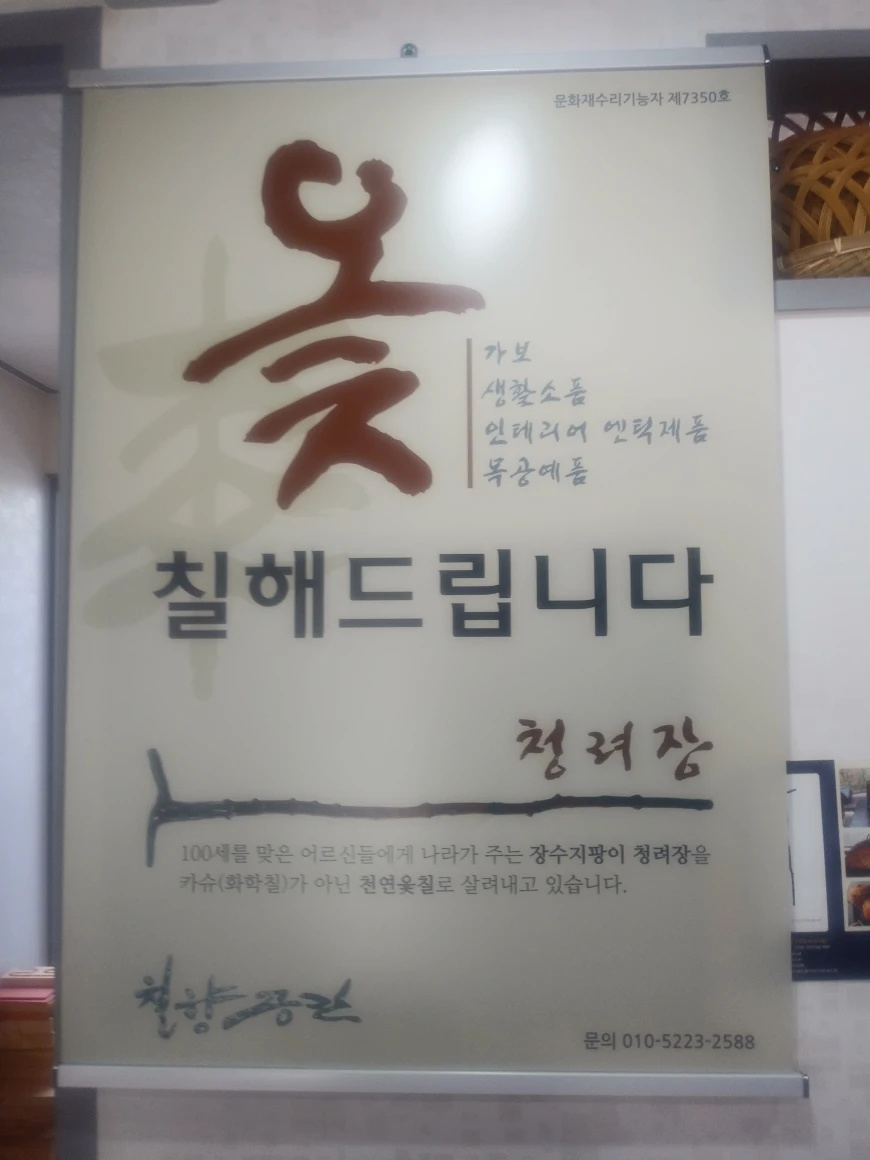 문화재수리기능자 제7350호
옻
가보
생활소품
인테리어 엔틱제품
목공예품
칠해드립니다
청려장
100세를 맞은 어르신들에게 나라가 주는 장수지팡이 청려장을
카슈(화학칠)가 아닌 천연옻칠로 살려내고 있습니다.
칠향공방
문의 010-5223-2588